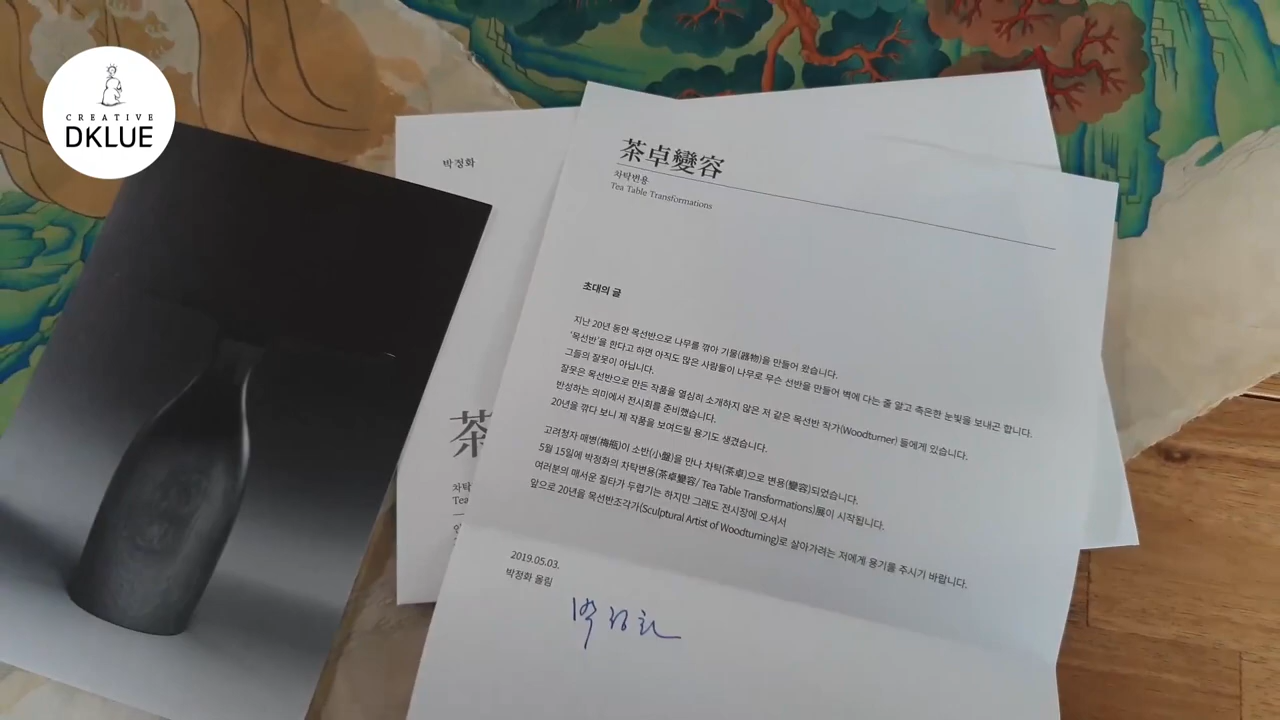 CREATIVE
DKLUE
박정화
茶
차탁
Tea
茶卓變容
차탁변용
Tea Table Transformations
초대의 글
지난 20년 동안 목선반으로 나무를 깎아 기물(器物)을 만들어 왔습니다.
'목선반'을 한다고 하면 아직도 많은 사람들이 나무로 무슨 선반을 만들어 벽에 다는 줄 알고 측은한 눈빛을 보내곤 합니다.
그들의 잘못이 아닙니다.
잘못은 목선반으로 만든 작품을 열심히 소개하지 않은 저 같은 목선반 작가(Woodturner) 들에게 있습니다.
반성하는 의미에서 전시회를 준비했습니다.
20년을 깎다 보니 제 작품을 보여드릴 용기도 생겼습니다.
고려청자 매병(梅瓶)이 소반(小盤)을 만나 차탁(茶卓)으로 변용(變容)되었습니다.
5월 15일에 박정화의 차탁변용(茶卓變容/ Tea Table Transformations)展이 시작됩니다.
여러분의 매서운 질타가 두렵기는 하지만 그래도 전시장에 오셔서
앞으로 20년을 목선반조각가(Sculptural Artist of Woodturning)로 살아가려는 저에게 용기를 주시기 바랍니다.
2019.05.03.
박정화 올림
박정화